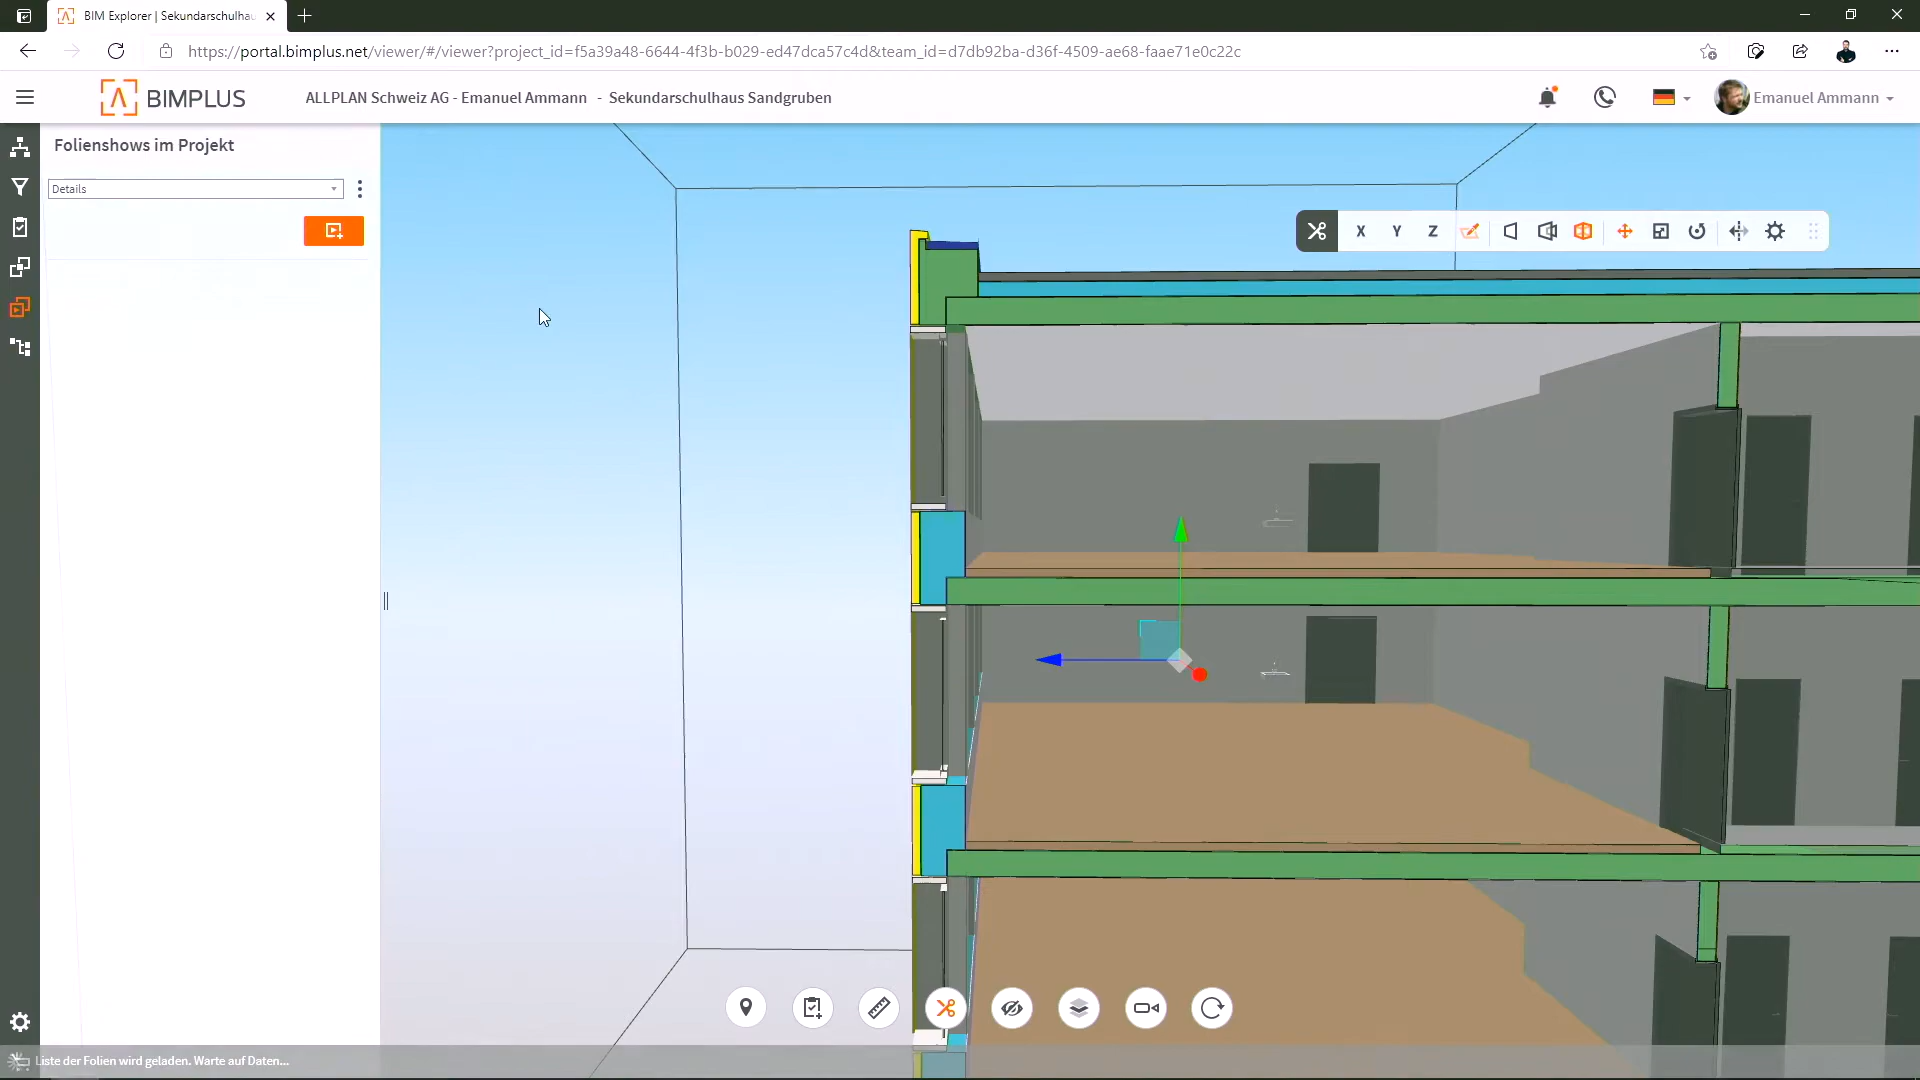 BIM Explorer | Sekundarschulhau
https://portal.bimplus.net/viewer/#/viewer?project_id=f5a39a48-6644-4f3b-b029-ed47dca57c4d&team_id=d7db92ba-d36f-4509-ae68-faae71e0c22c
BIMPLUS
ALLPLAN Schweiz AG - Emanuel Ammann - Sekundarschulhaus Sandgruben
Emanuel Ammann
Folienshows im Projekt
Details
X Y Z
Liste der Folien wird geladen. Warte auf Daten...